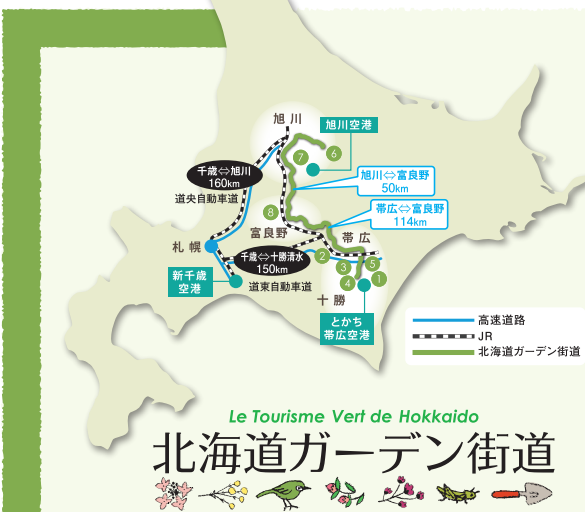 旭川
旭川空港
7
6
千歳⇔旭川
160km
道央自動車道
旭川⇔富良野
50km
帯広⇔富良野
114km
8
富良野
帯広
札幌
千歳⇔十勝清水
150km
道東自動車道
新千歳
空港
2
3
4
5
1
十勝
とかち
帯広空港
高速道路
JR
北海道ガーデン街道
Le Tourisme Vert de Hokkaido
北海道ガーデン街道